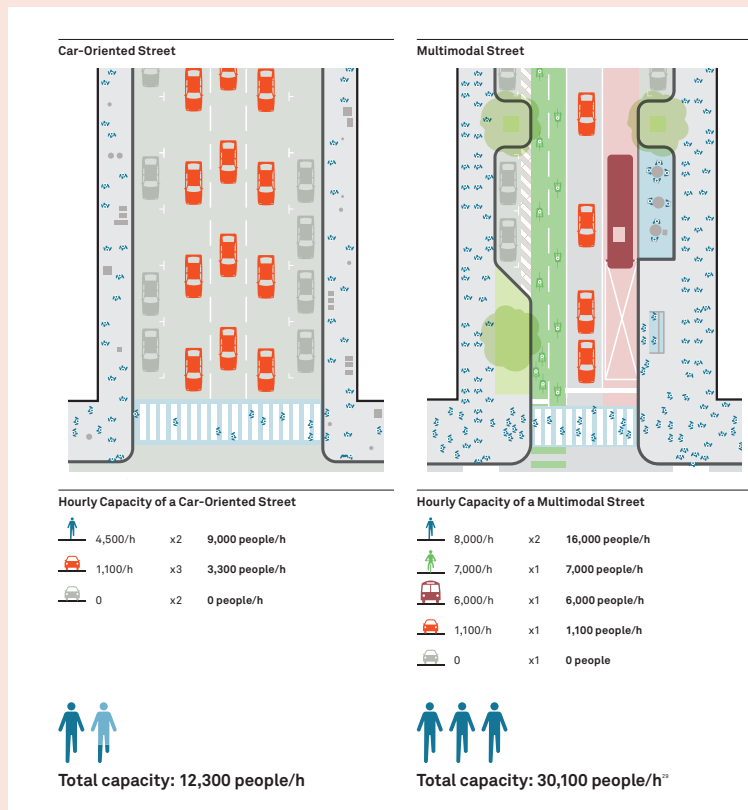 Car-Oriented Street
Multimodal Street
Hourly Capacity of a Car-Oriented Street
4,500/h x2 9,000 people/h
1,100/h x3 3,300 people/h
0 x2 0 people/h
Total capacity: 12,300 people/h
Hourly Capacity of a Multimodal Street
8,000/h x2 16,000 people/h
7,000/h x1 7,000 people/h
6,000/h x1 6,000 people/h
1,100/h x1 1,100 people/h
0 x1 0 people
Total capacity: 30,100 people/h²⁹